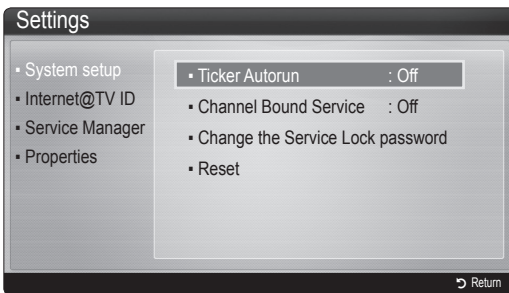 Settings
▪ System setup
▪ Internet@TV ID
▪ Service Manager
▪ Properties
▪ Ticker Autorun : Off
▪ Channel Bound Service : Off
▪ Change the Service Lock password
▪ Reset
Return